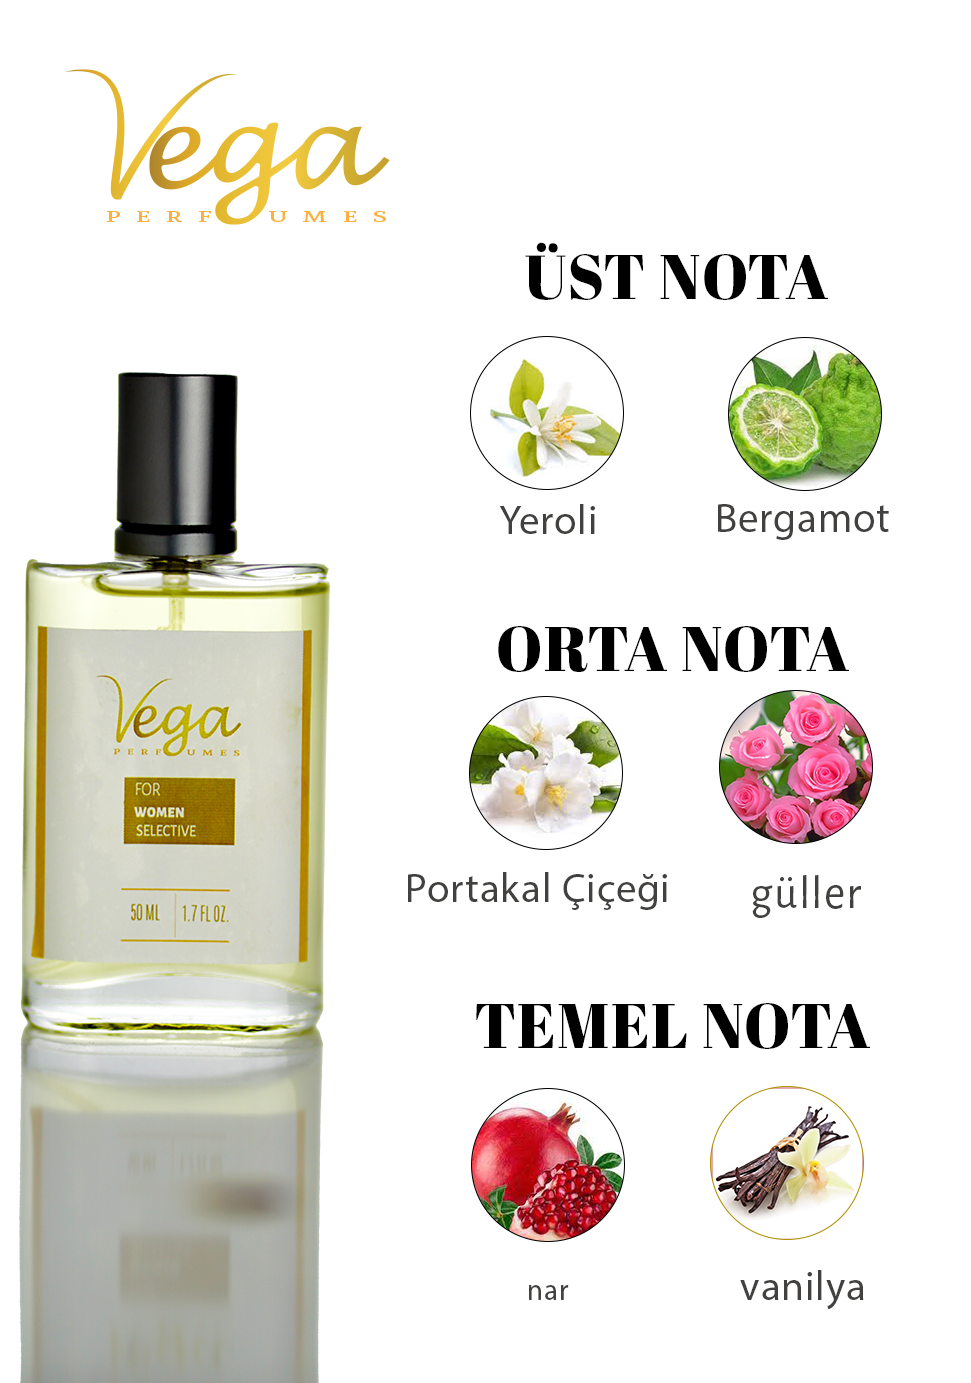 Vega
PERFUMES
ÜST NOTA
Yeroli
Bergamot
ORTA NOTA
Portakal Çiçeği
güller
TEMEL NOTA
nar
vanilya
Vega
PERFUMES
FOR
WOMEN
SELECTIVE
50 ML
1.7 FL OZ.